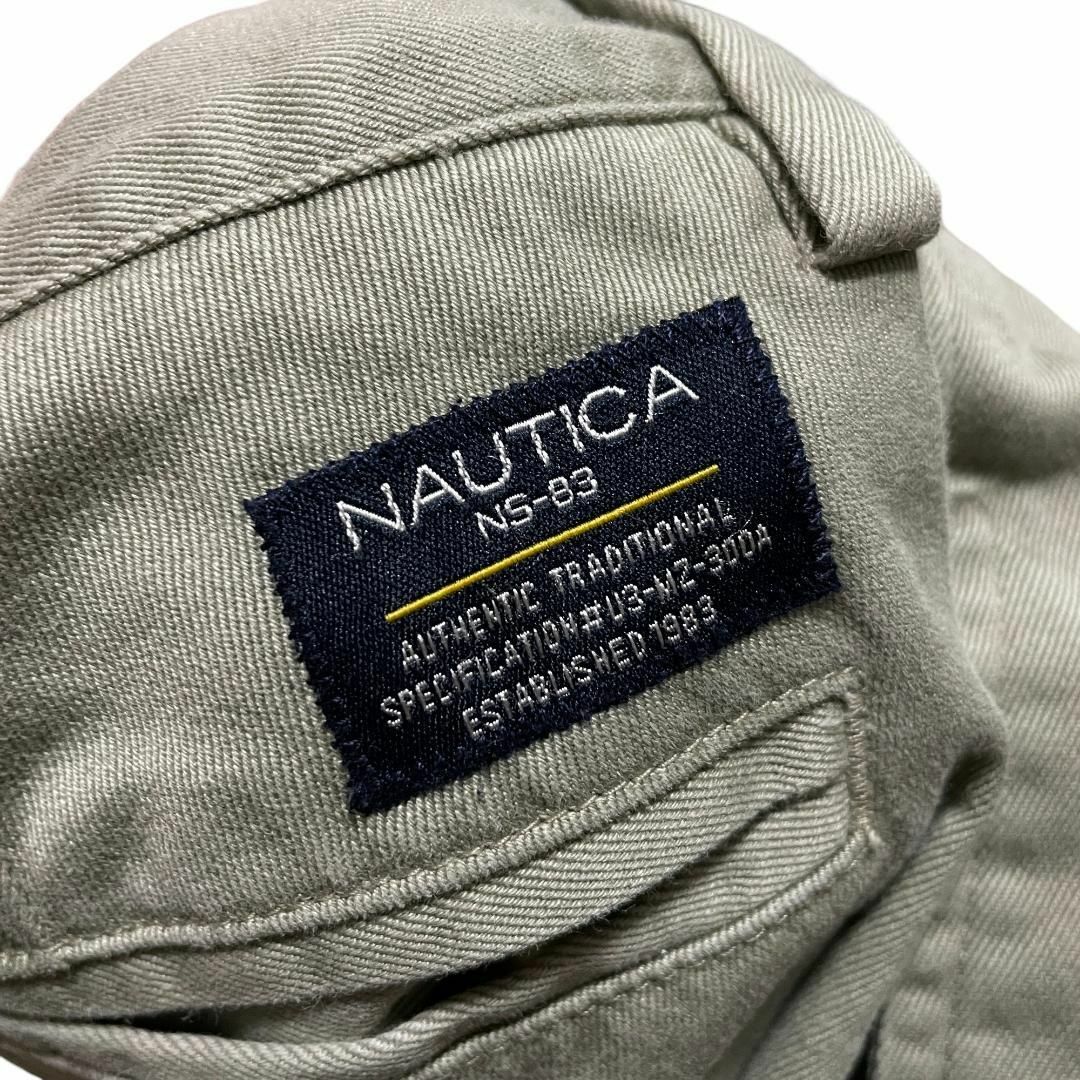 NAUTICA
NS-83
AUTHENTIC TRADITIONAL
SPECIFICATION#U3-MZ-300A
ESTABLISHED 1983